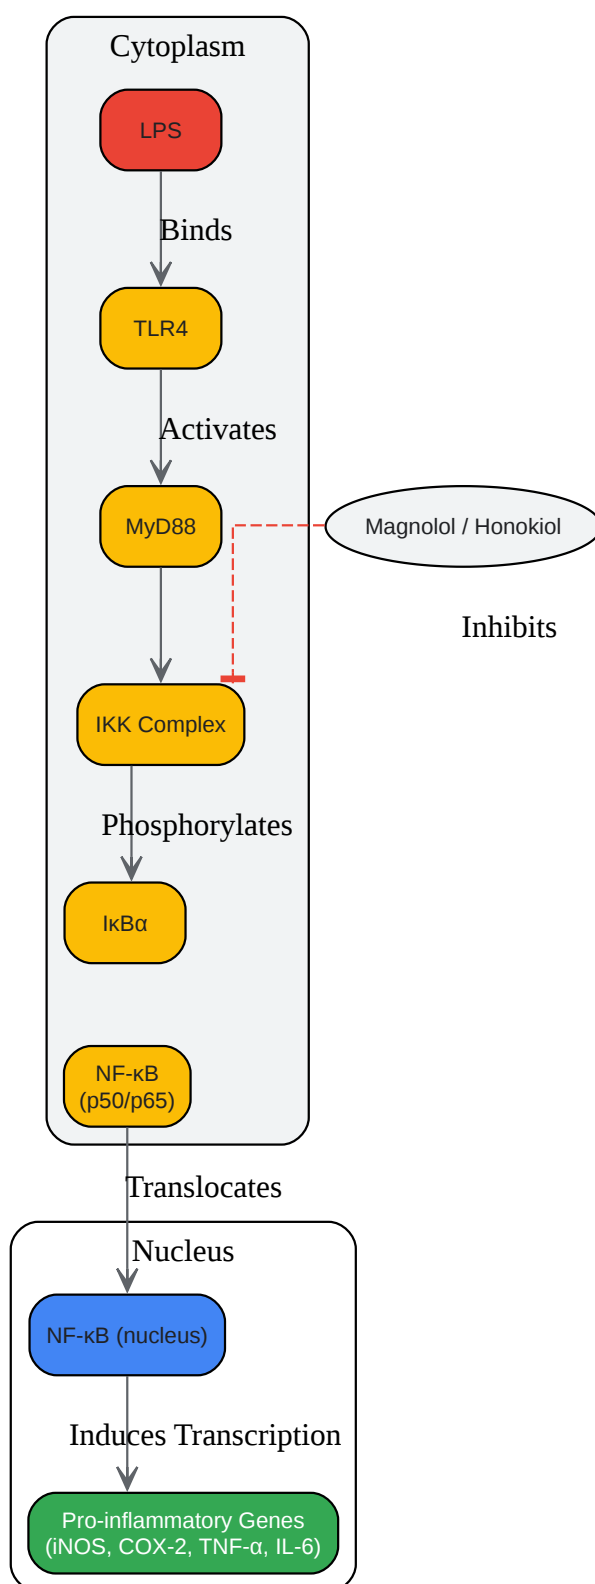 Cytoplasm
LPS
Binds
TLR4
Activates
MyD88
Magnolol / Honokiol
Inhibits
IKK Complex
Phosphorylates
IκBα
NF-κB
(p50/p65)
Translocates
Nucleus
NF-κB (nucleus)
Induces Transcription
Pro-inflammatory Genes
(iNOS, COX-2, TNF-α, IL-6)